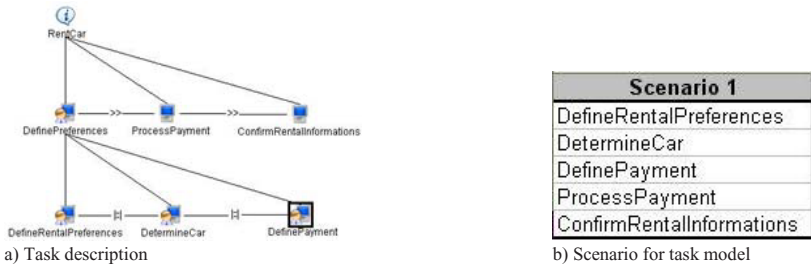 RentCar
>> >>
DefinePreferences ProcessPayment ConfirmRentalInformations
|=| |=|
DefineRentalPreferences DetermineCar DefinePayment
a) Task description
Scenario 1
DefineRentalPreferences
DetermineCar
DefinePayment
ProcessPayment
ConfirmRentalInformations
b) Scenario for task model